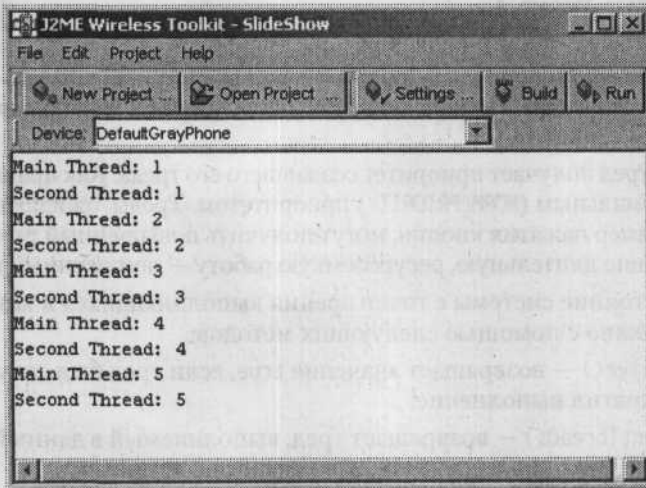 J2ME Wireless Toolkit - SlideShow
File Edit Project Help
New Project ... Open Project ... Settings ... Build Run
Device: DefaultGrayPhone
Main Thread: 1
Second Thread: 1
Main Thread: 2
Second Thread: 2
Main Thread: 3
Second Thread: 3
Main Thread: 4
Second Thread: 4
Main Thread: 5
Second Thread: 5